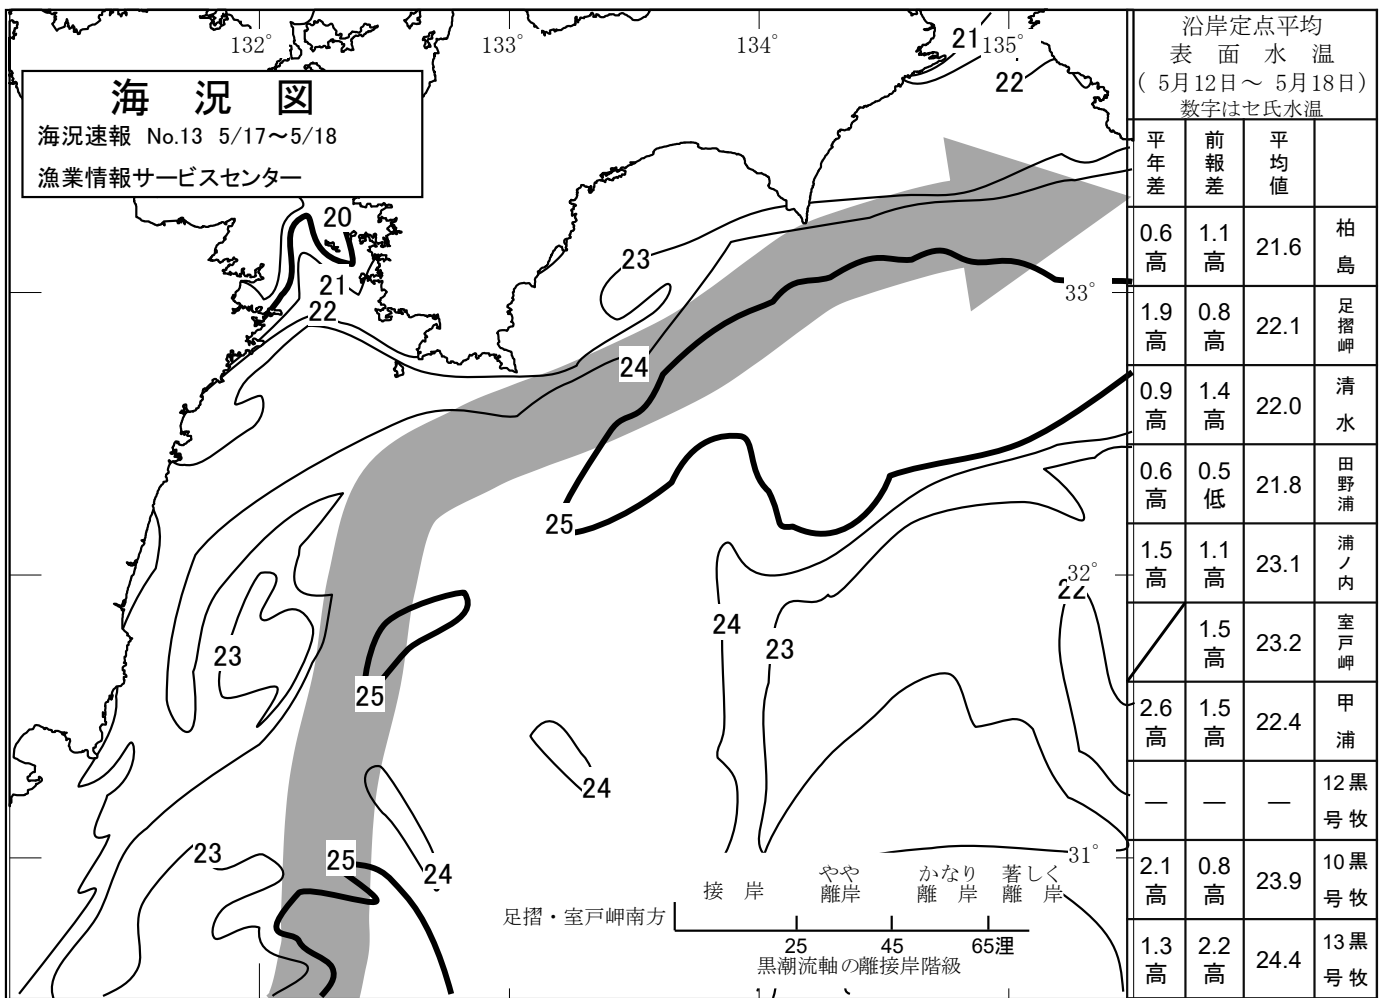 海 況 図
海況速報 No.13 5/17～5/18
漁業情報サービスセンター
132°
133°
134°
135°
21
22
20
21
22
23
24
33°
25
32°
22
24
23
23
25
24
23
25
24
31°
接 岸
やや
離岸
かなり
離 岸
著しく
離 岸
足摺・室戸岬南方
25 45 65浬
黒潮流軸の離接岸階級
沿岸定点平均
表 面 水 温
( 5月12日～ 5月18日)
数字はセ氏水温
平年差 前報差 平均値
0.6高 1.1高 21.6 柏島
1.9高 0.8高 22.1 足摺岬
0.9高 1.4高 22.0 清水
0.6高 0.5低 21.8 田野浦
1.5高 1.1高 23.1 浦ノ内
1.5高 23.2 室戸岬
2.6高 1.5高 22.4 甲浦
— — — 黒牧12号
2.1高 0.8高 23.9 黒牧10号
1.3高 2.2高 24.4 黒牧13号